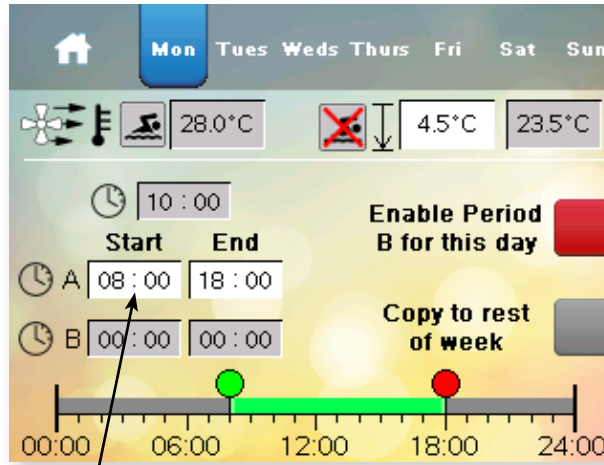 Mon Tues Weds Thurs Fri Sat Sun
28.0°C 4.5°C 23.5°C
10 : 00
Start End
A 08 : 00 18 : 00
B 00 : 00 00 : 00
Enable Period
B for this day
Copy to rest
of week
00:00 06:00 12:00 18:00 24:00